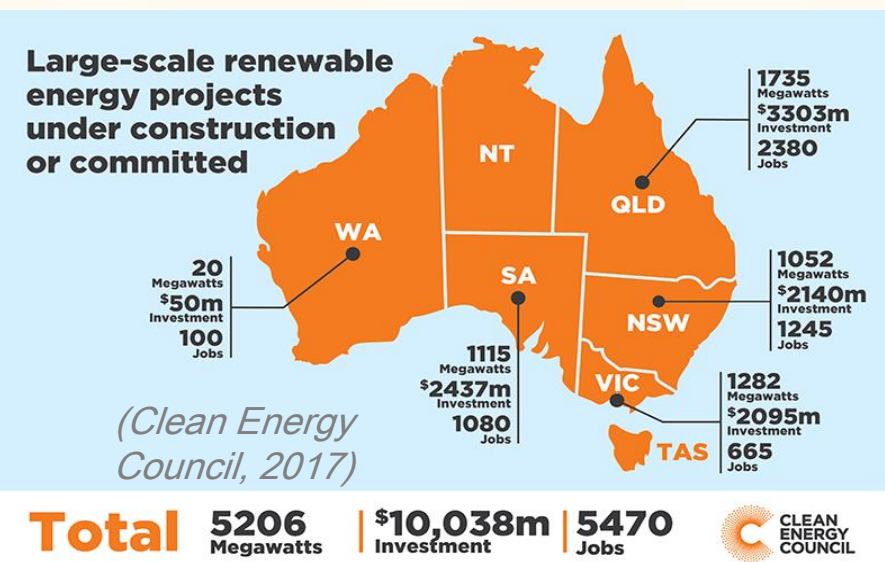 Large-scale renewable
energy projects
under construction
or committed
NT
QLD
WA
SA
NSW
VIC
TAS
1735
Megawatts
$3303m
Investment
2380
Jobs
20
Megawatts
$50m
Investment
100
Jobs
1052
Megawatts
$2140m
Investment
1245
Jobs
1115
Megawatts
$2437m
Investment
1080
Jobs
1282
Megawatts
$2095m
Investment
665
Jobs
(Clean Energy
Council, 2017)
Total
5206
Megawatts
$10,038m
Investment
5470
Jobs
CLEAN
ENERGY
COUNCIL